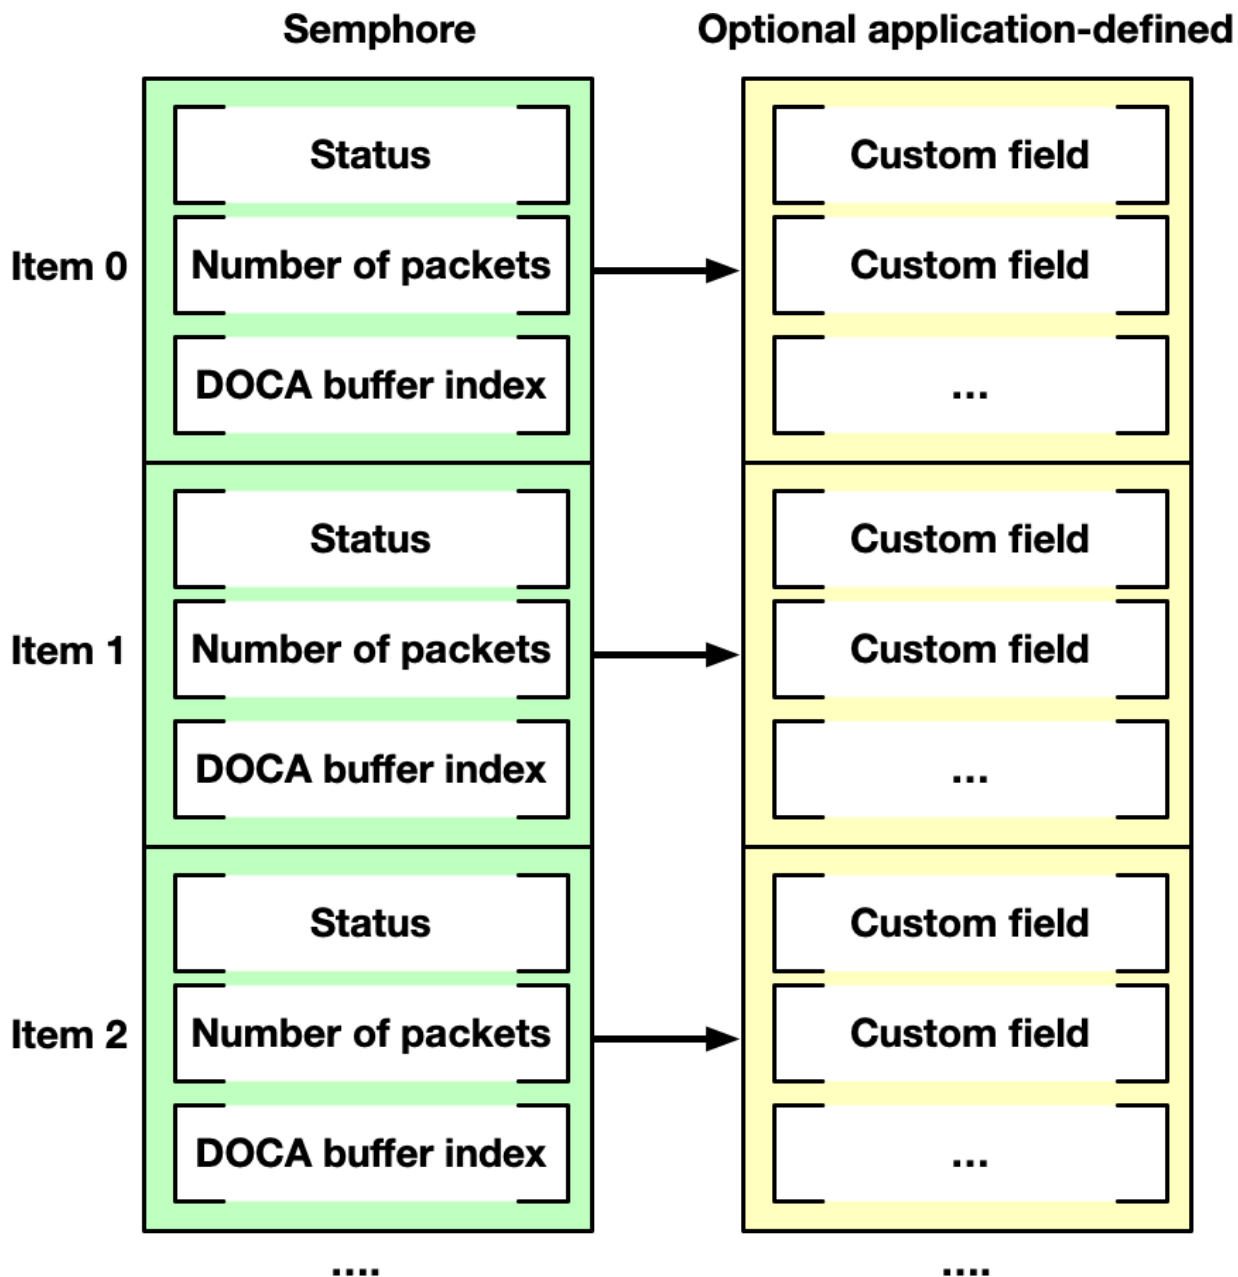 Semphore
Optional application-defined
Status
Custom field
Item 0
Number of packets
Custom field
DOCA buffer index
...
Status
Custom field
Item 1
Number of packets
Custom field
DOCA buffer index
...
Status
Custom field
Item 2
Number of packets
Custom field
DOCA buffer index
...
....
....